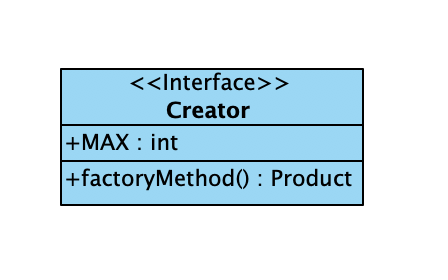 <<Interface>>
Creator
+MAX : int
+factoryMethod() : Product